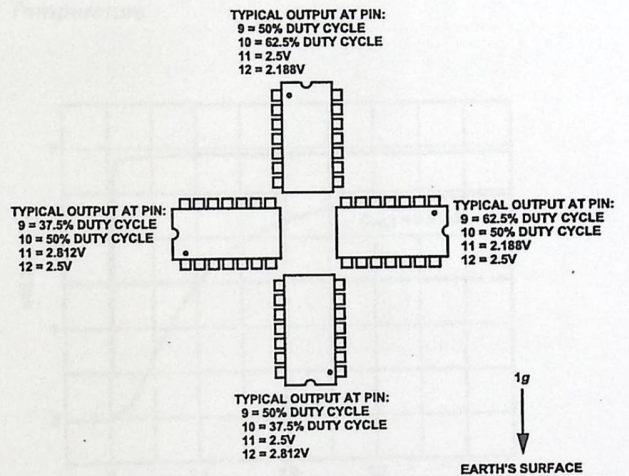 Temperature
TYPICAL OUTPUT AT PIN:
9 = 50% DUTY CYCLE
10 = 62.5% DUTY CYCLE
11 = 2.5V
12 = 2.188V
TYPICAL OUTPUT AT PIN:
9 = 37.5% DUTY CYCLE
10 = 50% DUTY CYCLE
11 = 2.812V
12 = 2.5V
TYPICAL OUTPUT AT PIN:
9 = 62.5% DUTY CYCLE
10 = 50% DUTY CYCLE
11 = 2.188V
12 = 2.5V
TYPICAL OUTPUT AT PIN:
9 = 50% DUTY CYCLE
10 = 37.5% DUTY CYCLE
11 = 2.5V
12 = 2.812V
1g
EARTH'S SURFACE